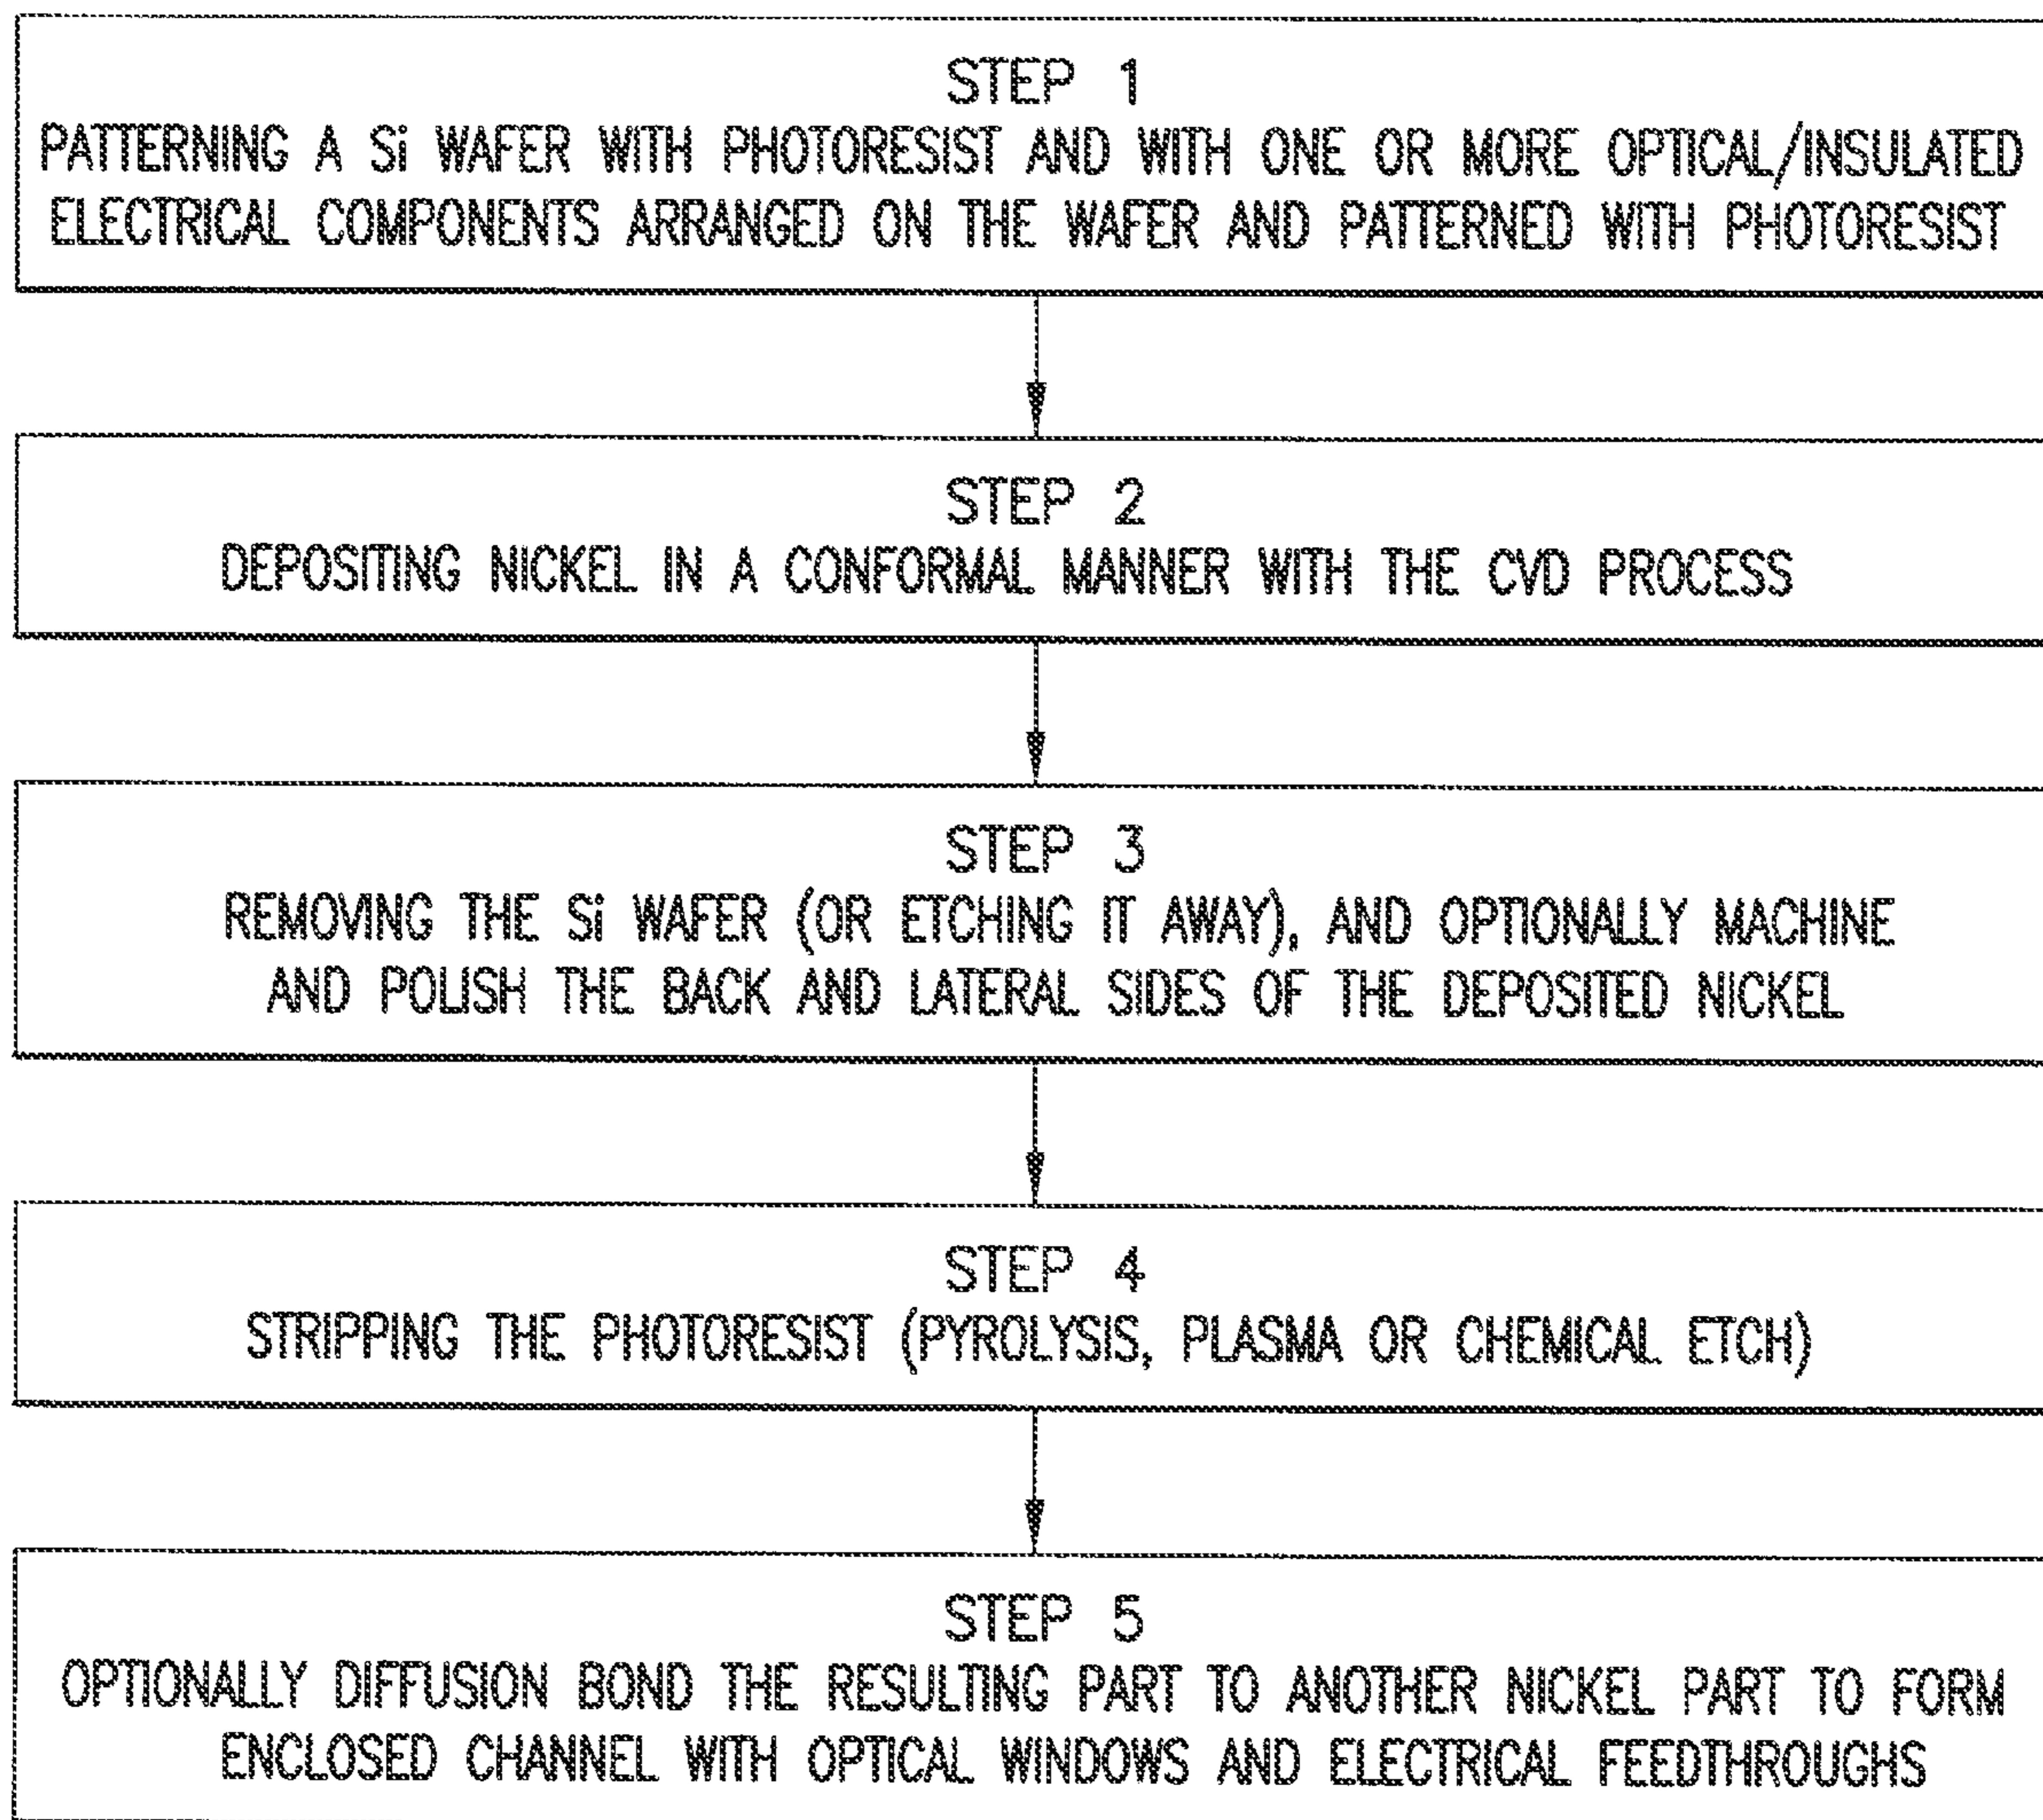 STEP 1
PATTERNING A Si WAFER WITH PHOTORESIST AND WITH ONE OR MORE OPTICAL/INSULATED
ELECTRICAL COMPONENTS ARRANGED ON THE WAFER AND PATTERNED WITH PHOTORESIST
STEP 2
DEPOSITING NICKEL IN A CONFORMAL MANNER WITH THE CVD PROCESS
STEP 3
REMOVING THE Si WAFER (OR ETCHING IT AWAY), AND OPTIONALLY MACHINE
AND POLISH THE BACK AND LATERAL SIDES OF THE DEPOSITED NICKEL
STEP 4
STRIPPING THE PHOTORESIST (PYROLYSIS, PLASMA OR CHEMICAL ETCH)
STEP 5
OPTIONALLY DIFFUSION BOND THE RESULTING PART TO ANOTHER NICKEL PART TO FORM
ENCLOSED CHANNEL WITH OPTICAL WINDOWS AND ELECTRICAL FEEDTHROUGHS